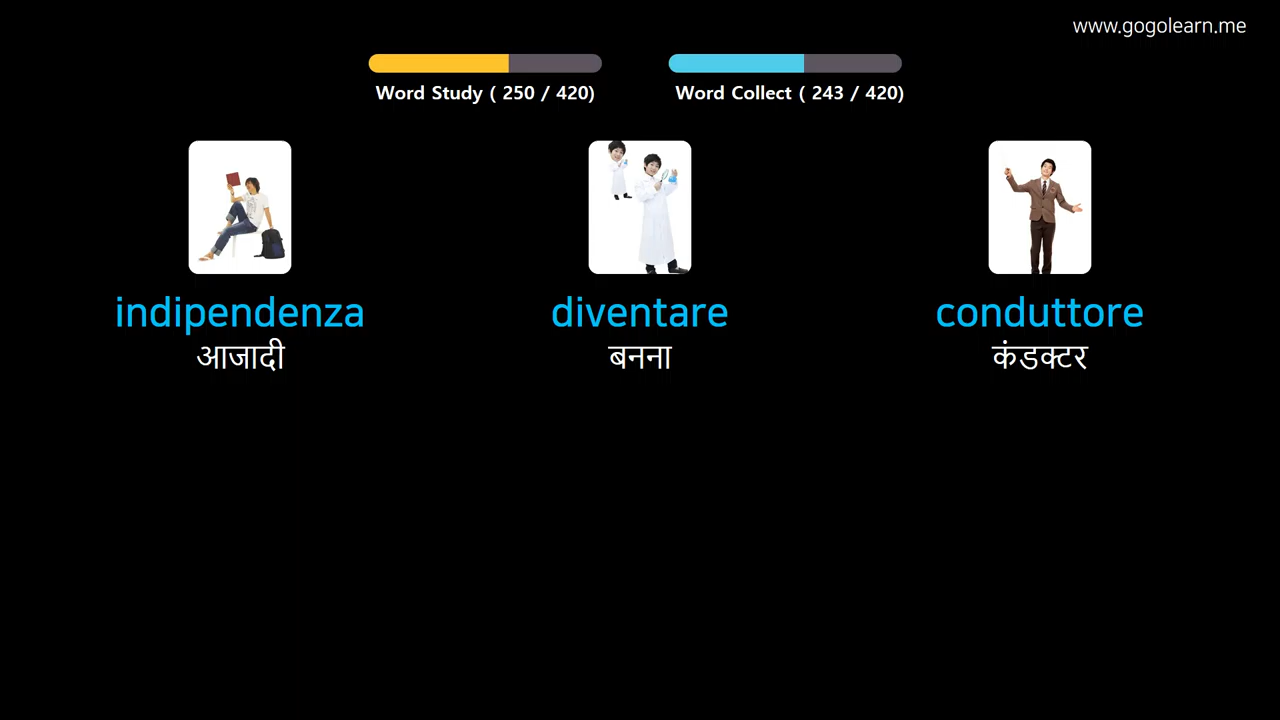 www.gogolearn.me
Word Study ( 250 / 420)
Word Collect ( 243 / 420)
indipendenza
आजादी
diventare
बनना
conduttore
कंडक्टर